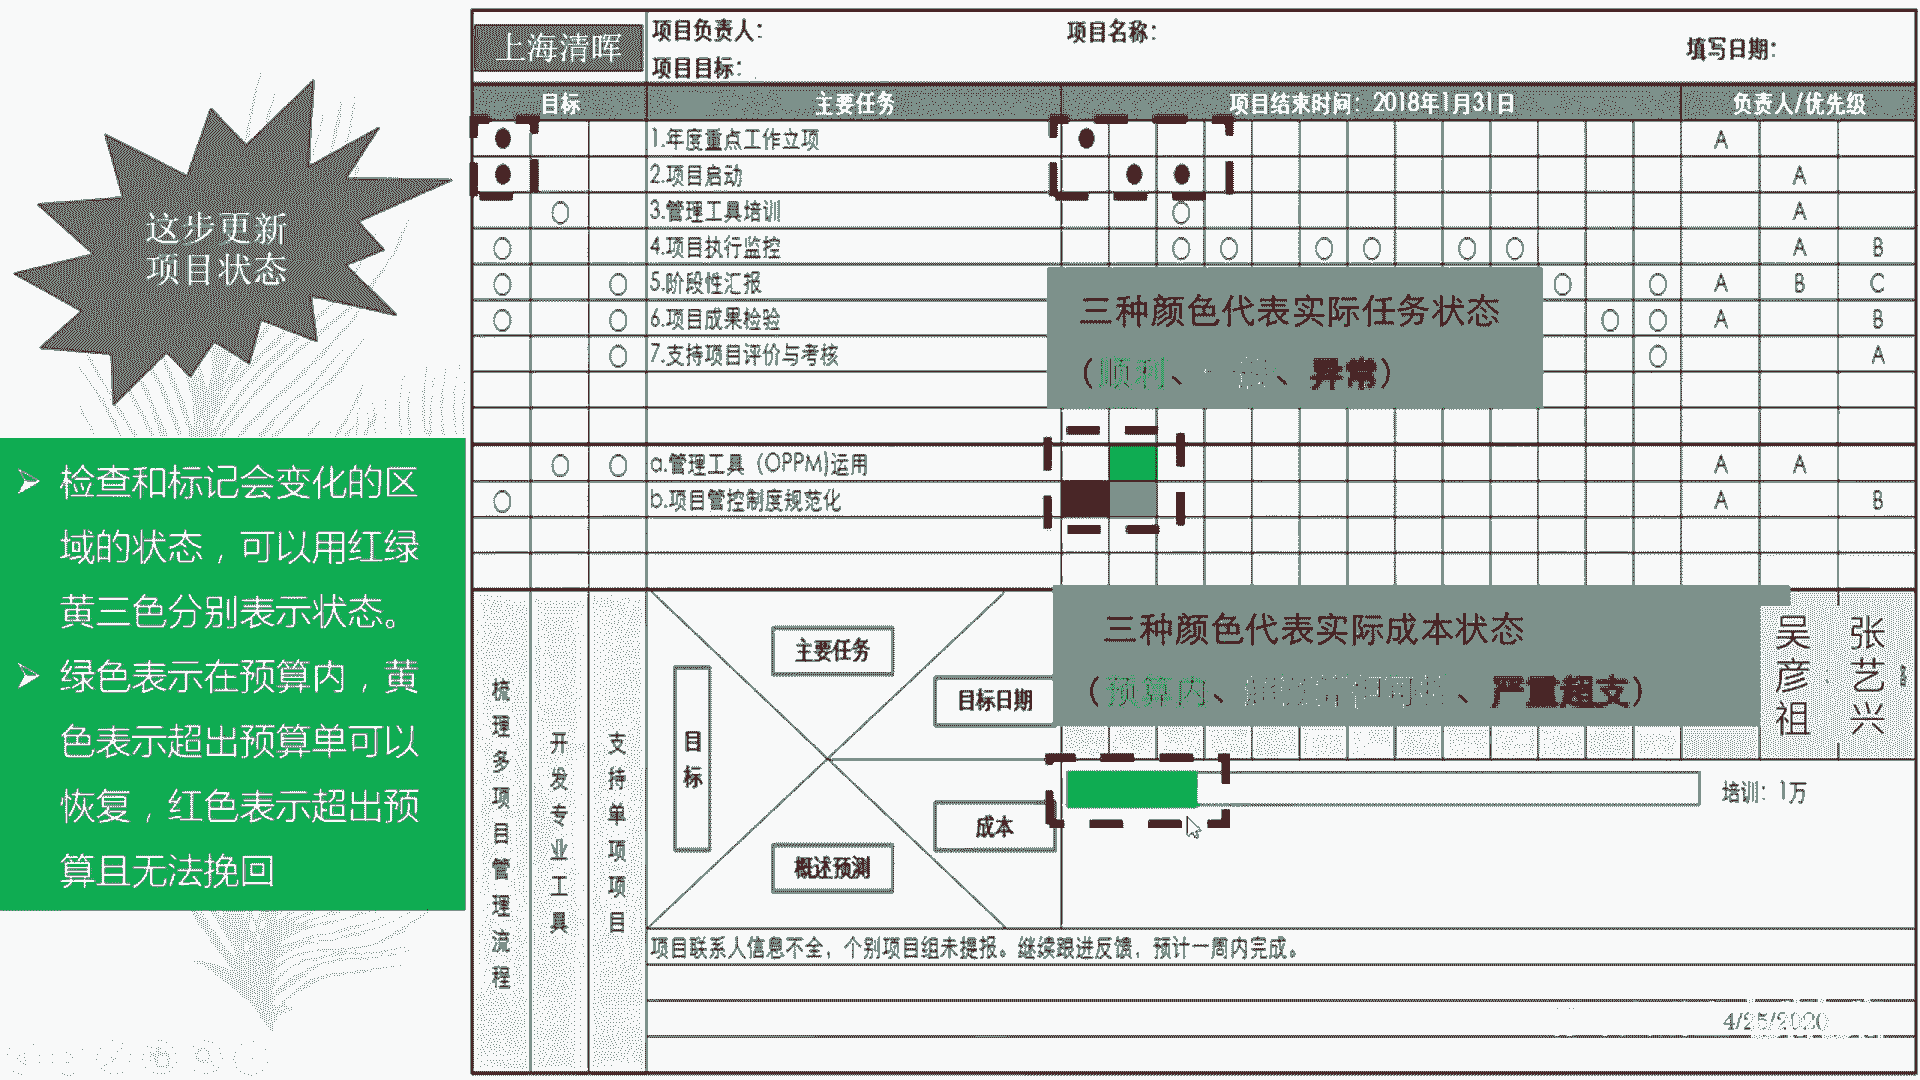 上海清晖
项目负责人：
项目名称：
填写日期：
项目目标：
目标
主要任务
项目结束时间：2018年1月31日
负责人/优先级
1.年度重点工作立项
A
2.项目启动
A
3.管理工具培训
A
4.项目执行监控
A B
5.阶段性汇报
A B C
6.项目成果检验
A B
7.支持项目评价与考核
A
a.管理工具（OPPM)运用
A A
b.项目管控制度规范化
A B
这步更新
项目状态
检查和标记会变化的区
域的状态，可以用红绿
黄三色分别表示状态。
绿色表示在预算内，黄
色表示超出预算单可以
恢复，红色表示超出预
算且无法挽回
三种颜色代表实际任务状态
（顺利、一般、异常）
三种颜色代表实际成本状态
（预算内、、严重超支）
梳理多项目管理流程
开发专业工具
支持单项项目
主要任务
目标日期
目标
成本
概述预测
吴彦祖
张艺兴
培训：1万
项目联系人信息不全，个别项目组未提报。继续跟进反馈，预计一周内完成。
4/25/2020